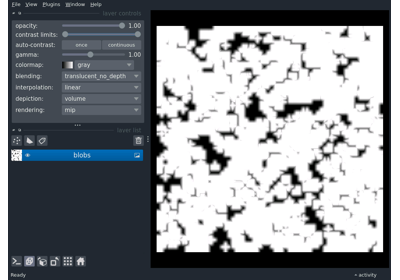 File View Plugins Window Help
layer controls
opacity: 1.00
contrast limits:
auto-contrast: once continuous
gamma: 1.00
colormap: gray
blending: translucent_no_depth
interpolation: linear
depiction: volume
rendering: mip
layer list
blobs
Ready
activity